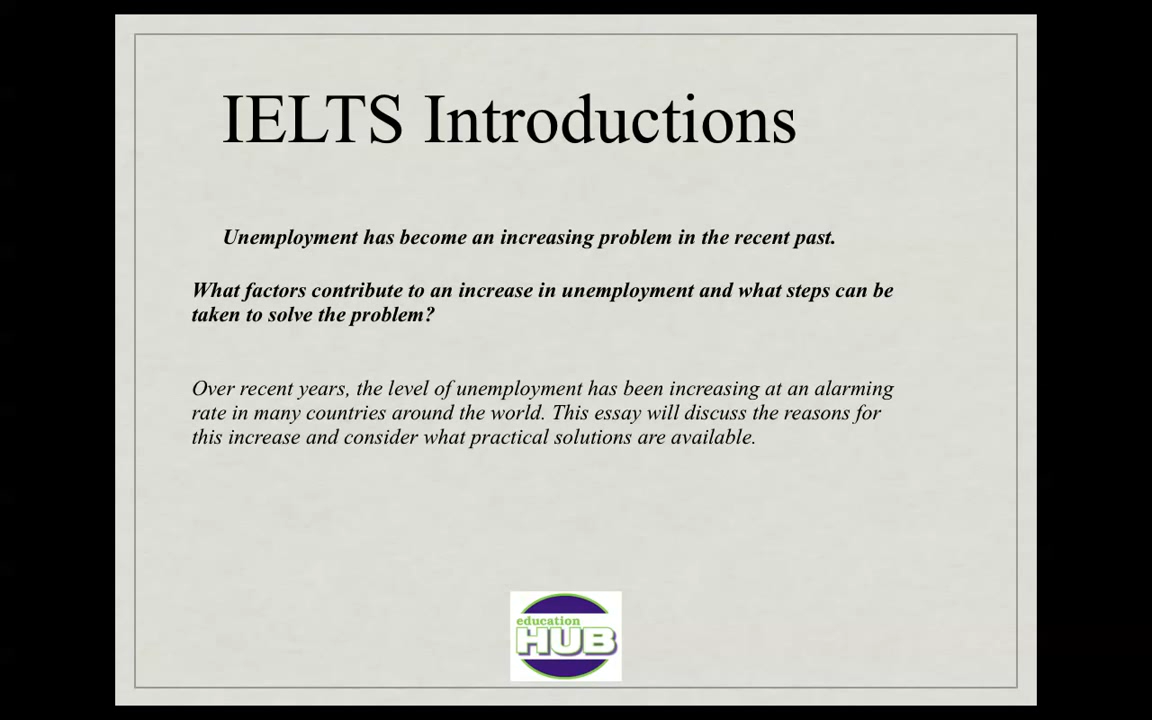 IELTS Introductions
Unemployment has become an increasing problem in the recent past.
What factors contribute to an increase in unemployment and what steps can be
taken to solve the problem?
Over recent years, the level of unemployment has been increasing at an alarming
rate in many countries around the world. This essay will discuss the reasons for
this increase and consider what practical solutions are available.
education
HUB